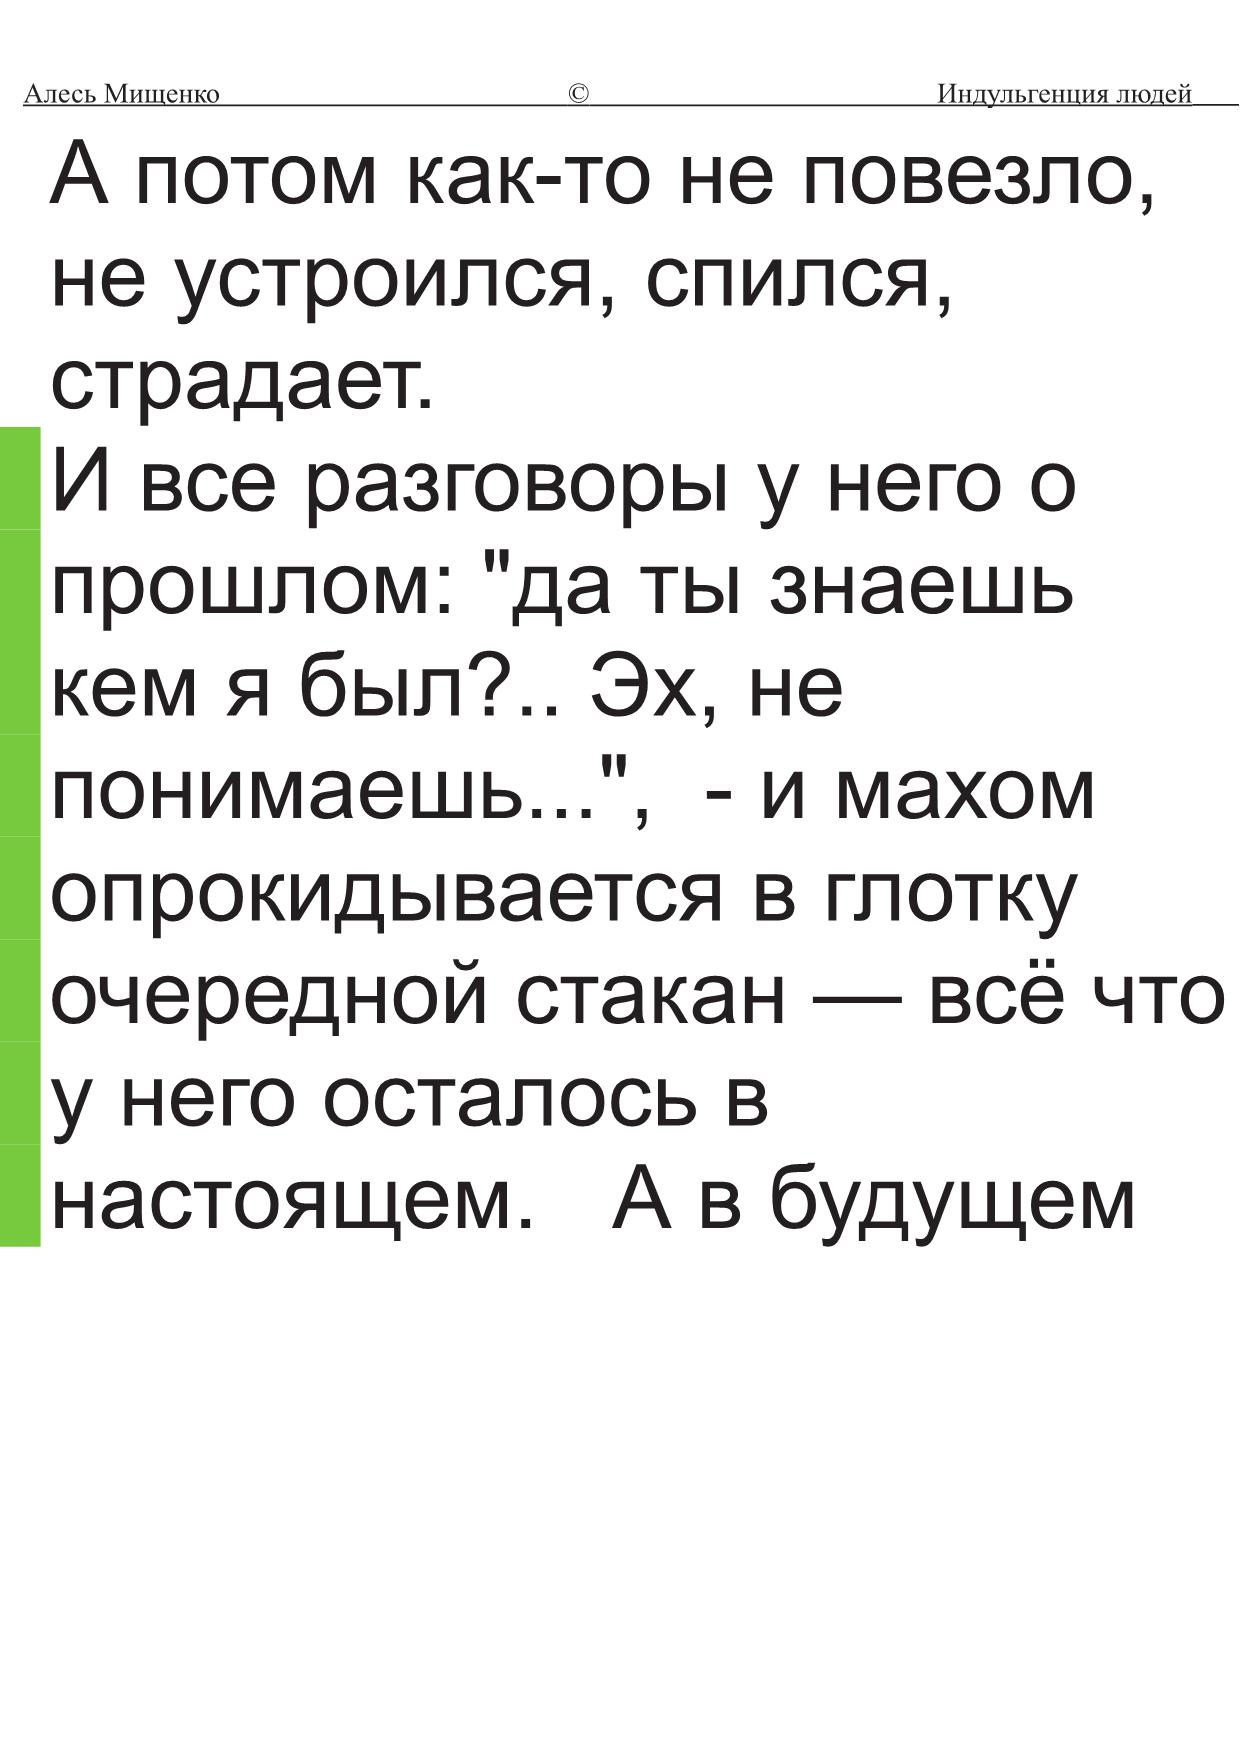 Алесь Мищенко © Индульгенция людей
А потом как-то не повезло,
не устроился, спился,
страдает.
И все разговоры у него о
прошлом: "да ты знаешь
кем я был?.. Эх, не
понимаешь...",  - и махом
опрокидывается в глотку
очередной стакан — всё что
у него осталось в
настоящем.   А в будущем